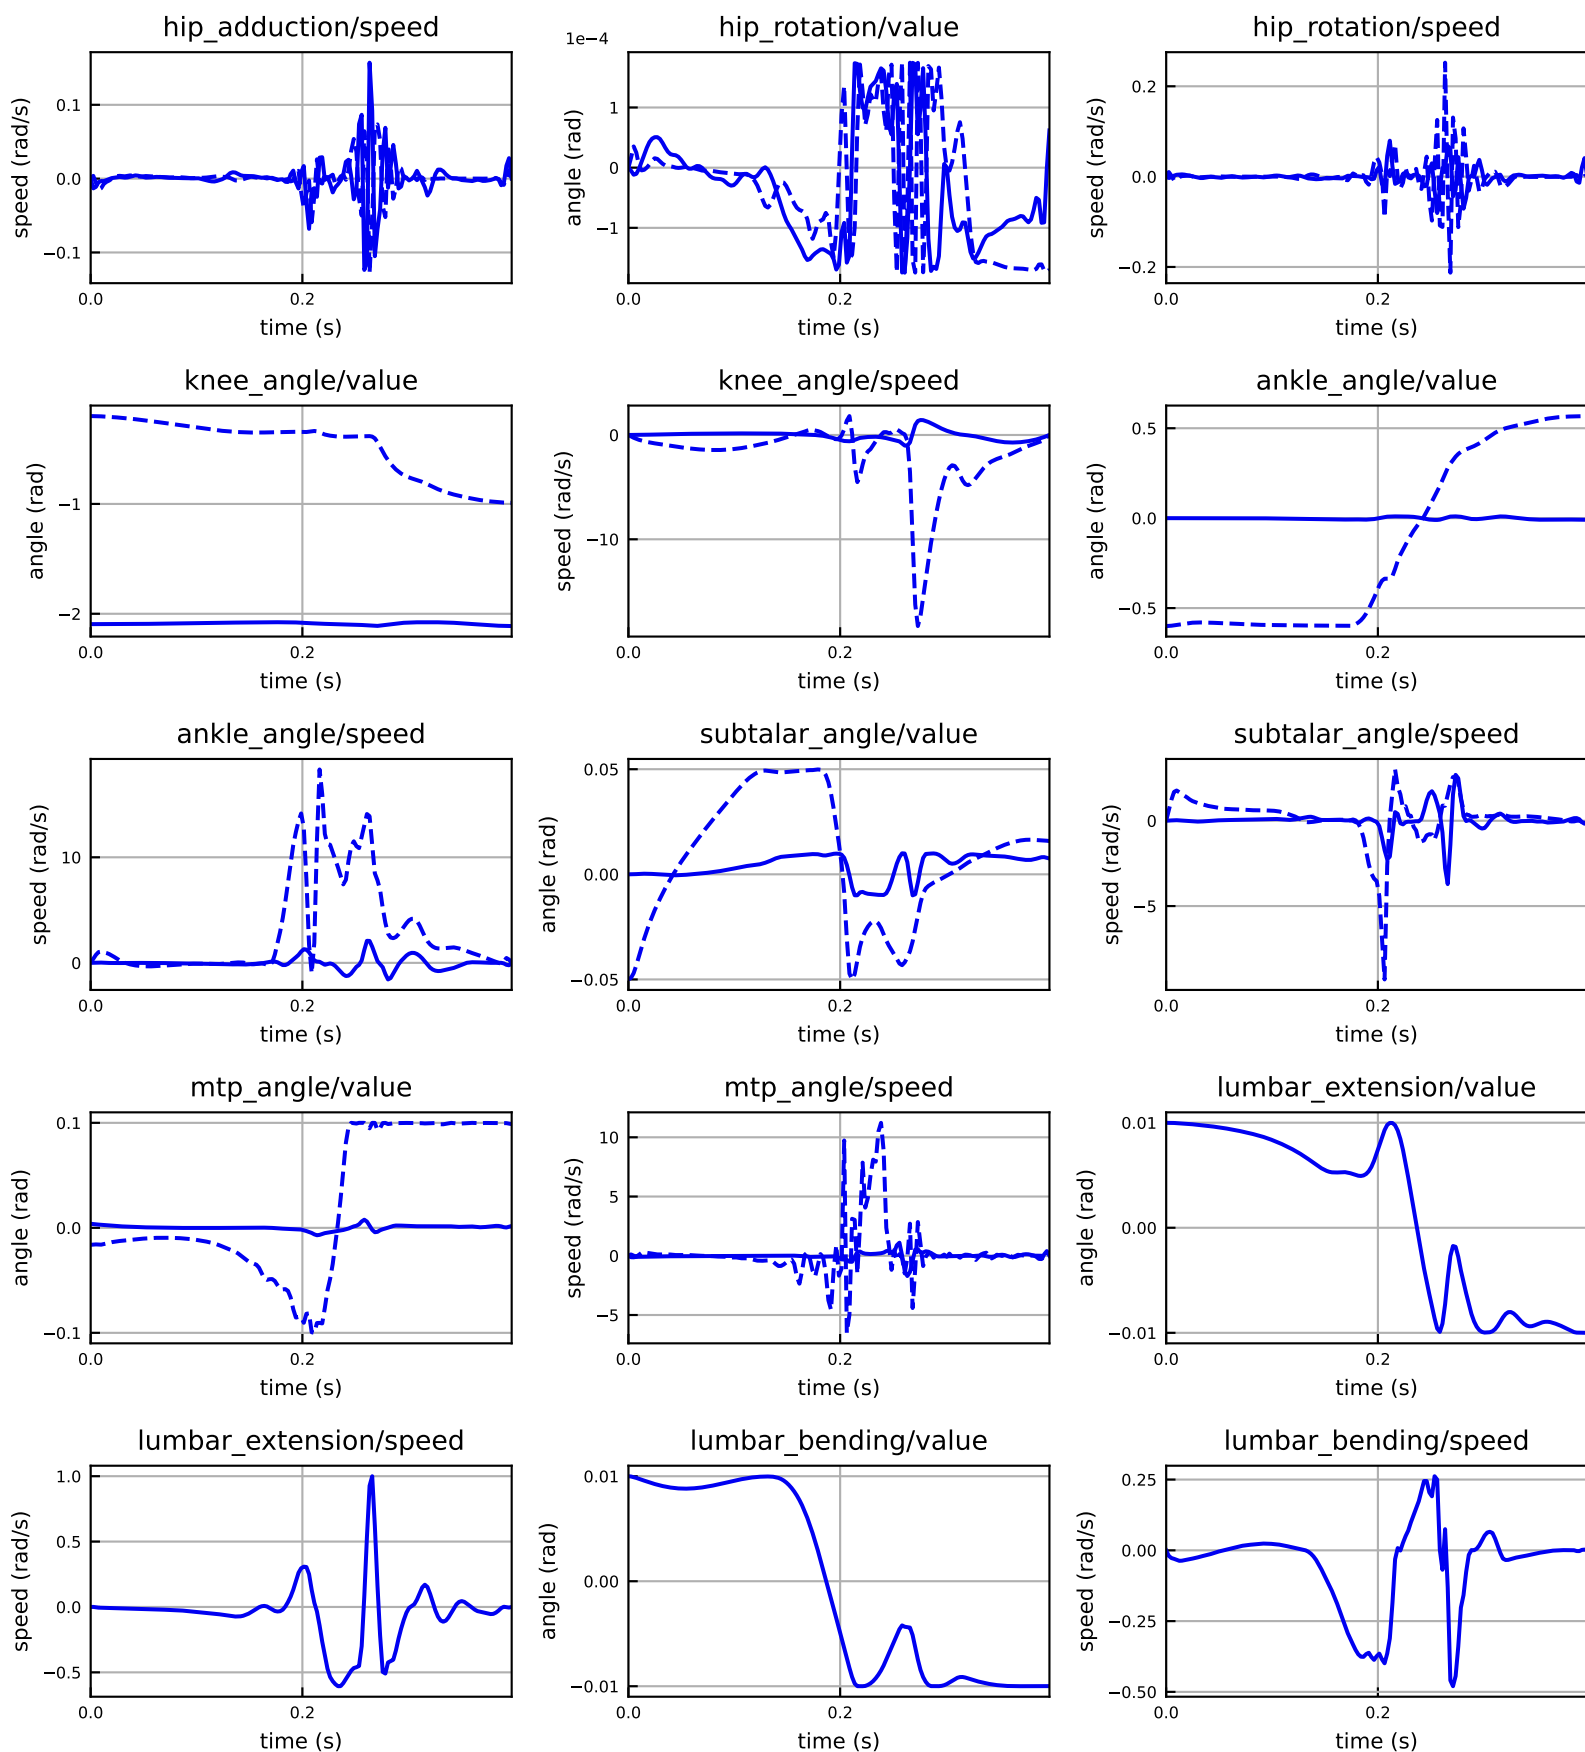 hip_adduction/speed
speed (rad/s)
0.1
0.0
−0.1
0.0
0.2
time (s)
hip_rotation/value
1e−4
angle (rad)
1
0
−1
0.0
0.2
time (s)
hip_rotation/speed
speed (rad/s)
0.2
0.0
−0.2
0.0
0.2
time (s)
knee_angle/value
angle (rad)
−1
−2
0.0
0.2
time (s)
knee_angle/speed
speed (rad/s)
0
−10
0.0
0.2
time (s)
ankle_angle/value
angle (rad)
0.5
0.0
−0.5
0.0
0.2
time (s)
ankle_angle/speed
speed (rad/s)
10
0
0.0
0.2
time (s)
subtalar_angle/value
angle (rad)
0.05
0.00
−0.05
0.0
0.2
time (s)
subtalar_angle/speed
speed (rad/s)
0
−5
0.0
0.2
time (s)
mtp_angle/value
angle (rad)
0.1
0.0
−0.1
0.0
0.2
time (s)
mtp_angle/speed
speed (rad/s)
10
5
0
−5
0.0
0.2
time (s)
lumbar_extension/value
angle (rad)
0.01
0.00
−0.01
0.0
0.2
time (s)
lumbar_extension/speed
speed (rad/s)
1.0
0.5
0.0
−0.5
0.0
0.2
time (s)
lumbar_bending/value
angle (rad)
0.01
0.00
−0.01
0.0
0.2
time (s)
lumbar_bending/speed
speed (rad/s)
0.25
0.00
−0.25
−0.50
0.0
0.2
time (s)